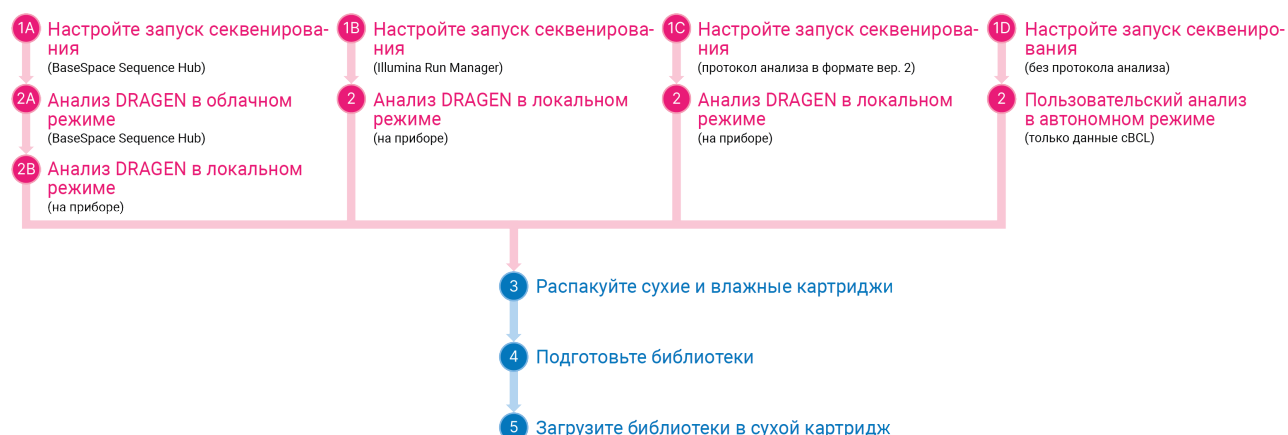 1A Настройте запуск секвенирова-
ния
(BaseSpace Sequence Hub)
2A Анализ DRAGEN в облачном
режиме
(BaseSpace Sequence Hub)
2B Анализ DRAGEN в локальном
режиме
(на приборе)
1B Настройте запуск секвенирова-
ния
(Illumina Run Manager)
2 Анализ DRAGEN в локальном
режиме
(на приборе)
1C Настройте запуск секвенирова-
ния
(протокол анализа в формате вер. 2)
2 Анализ DRAGEN в локальном
режиме
(на приборе)
1D Настройте запуск секвениро-
вания
(без протокола анализа)
2 Пользовательский анализ
в автономном режиме
(только данные cBCL)
3 Распакуйте сухие и влажные картриджи
4 Подготовьте библиотеки
5 Загрузите библиотеки в сухой картридж